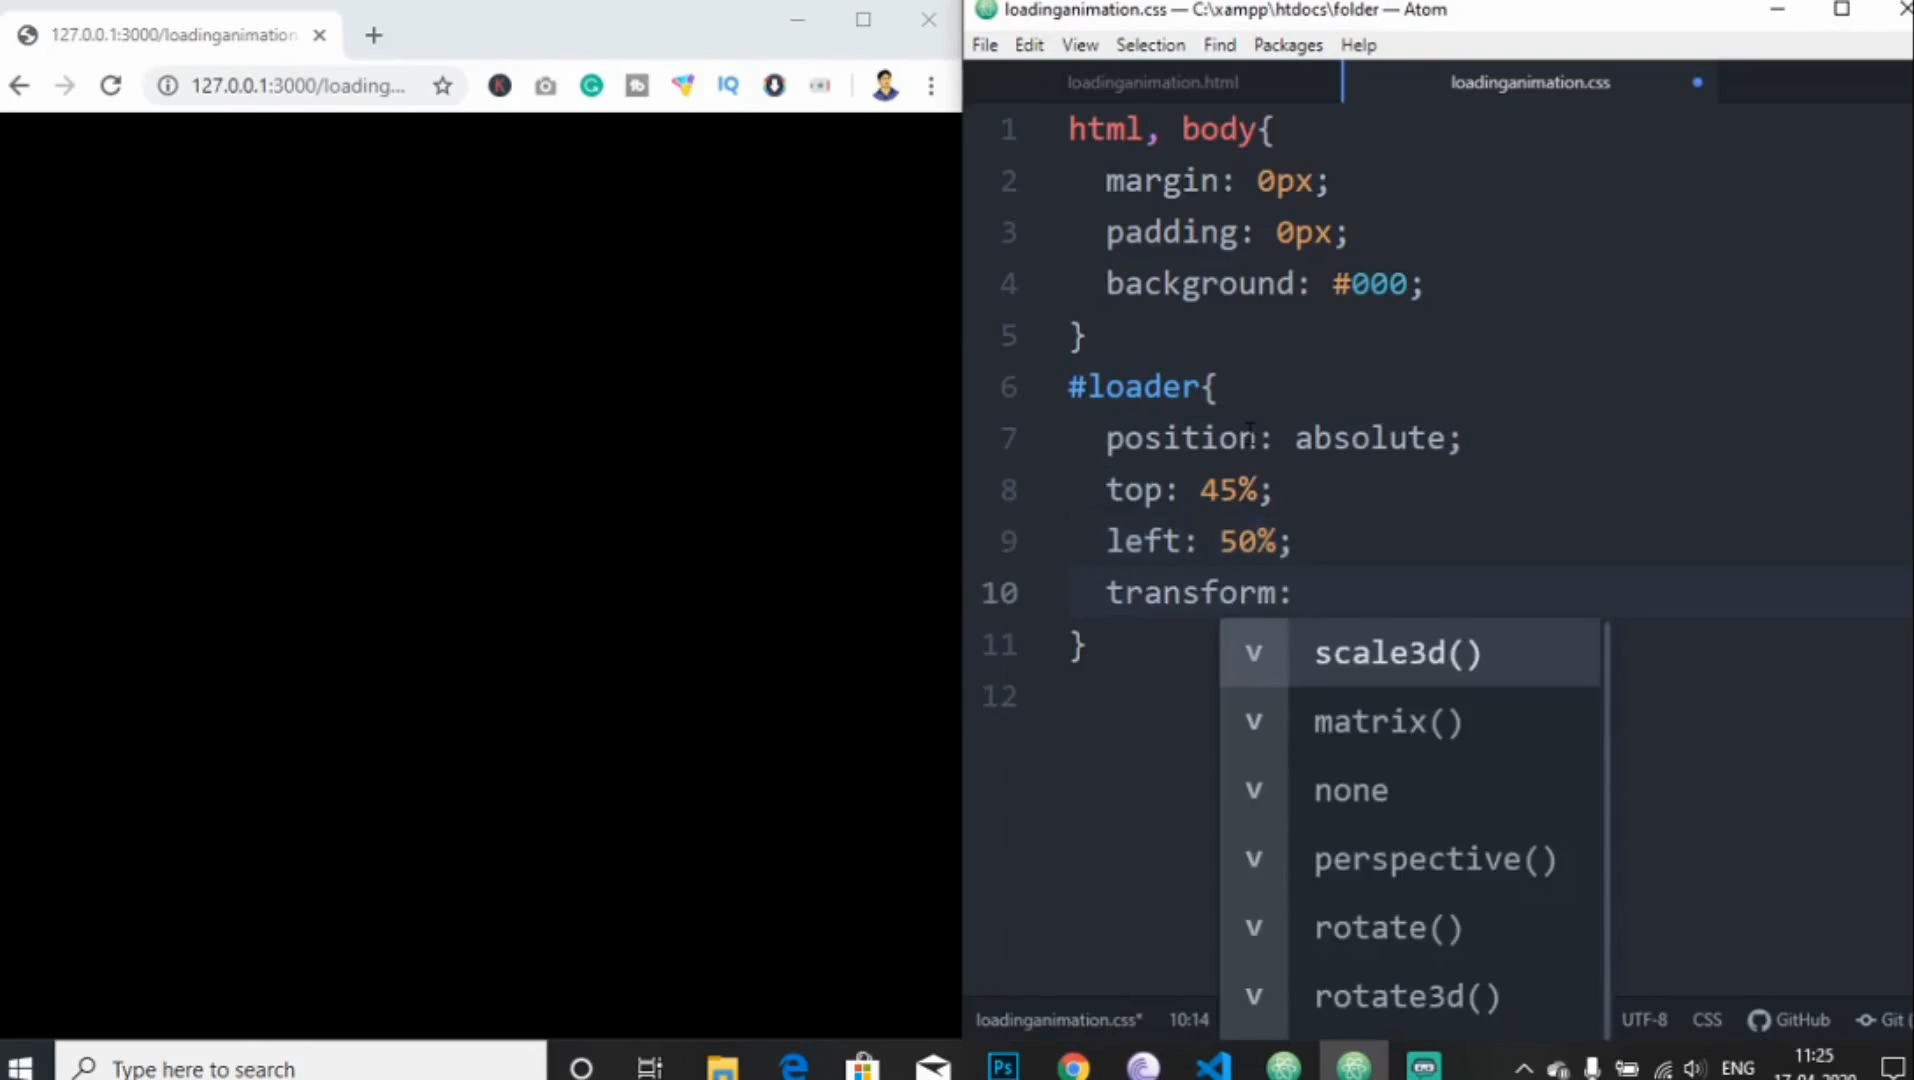 127.0.0.1:3000/loadinganimation
127.0.0.1:3000/loading...
loadinganimation.css — C:\xampp\htdocs\folder — Atom
File Edit View Selection Find Packages Help
loadinganimation.html loadinganimation.css
1 html, body{
2 margin: 0px;
3 padding: 0px;
4 background: #000;
5 }
6 #loader{
7 position: absolute;
8 top: 45%;
9 left: 50%;
10 transform:
11 }
12
v scale3d()
v matrix()
v none
v perspective()
v rotate()
v rotate3d()
loadinganimation.css* 10:14 UTF-8 CSS GitHub Git (
Type here to search
Ps
ENG
11:25
17-04-2020